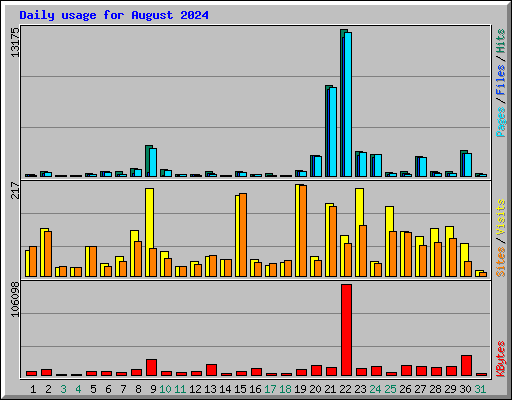 Daily usage for August 2024
13175
Pages / Files / Hits
217
Sites / Visits
106098
KBytes
1 2 3 4 5 6 7 8 9 10 11 12 13 14 15 16 17 18 19 20 21 22 23 24 25 26 27 28 29 30 31